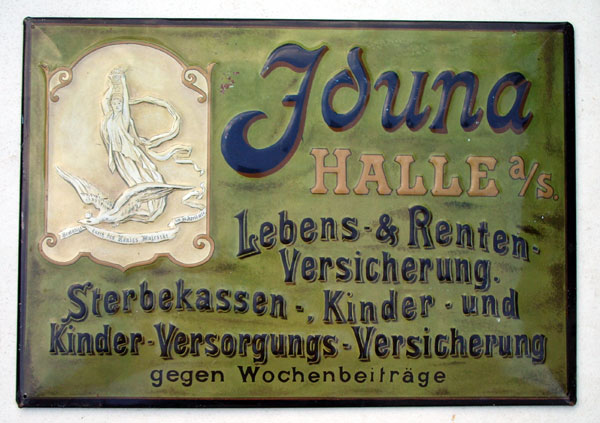 Iduna
HALLE a/S.
Lebens-& Renten-
Versicherung.
Sterbekassen-, Kinder- und
Kinder-Versorgungs-Versicherung
gegen Wochenbeiträge